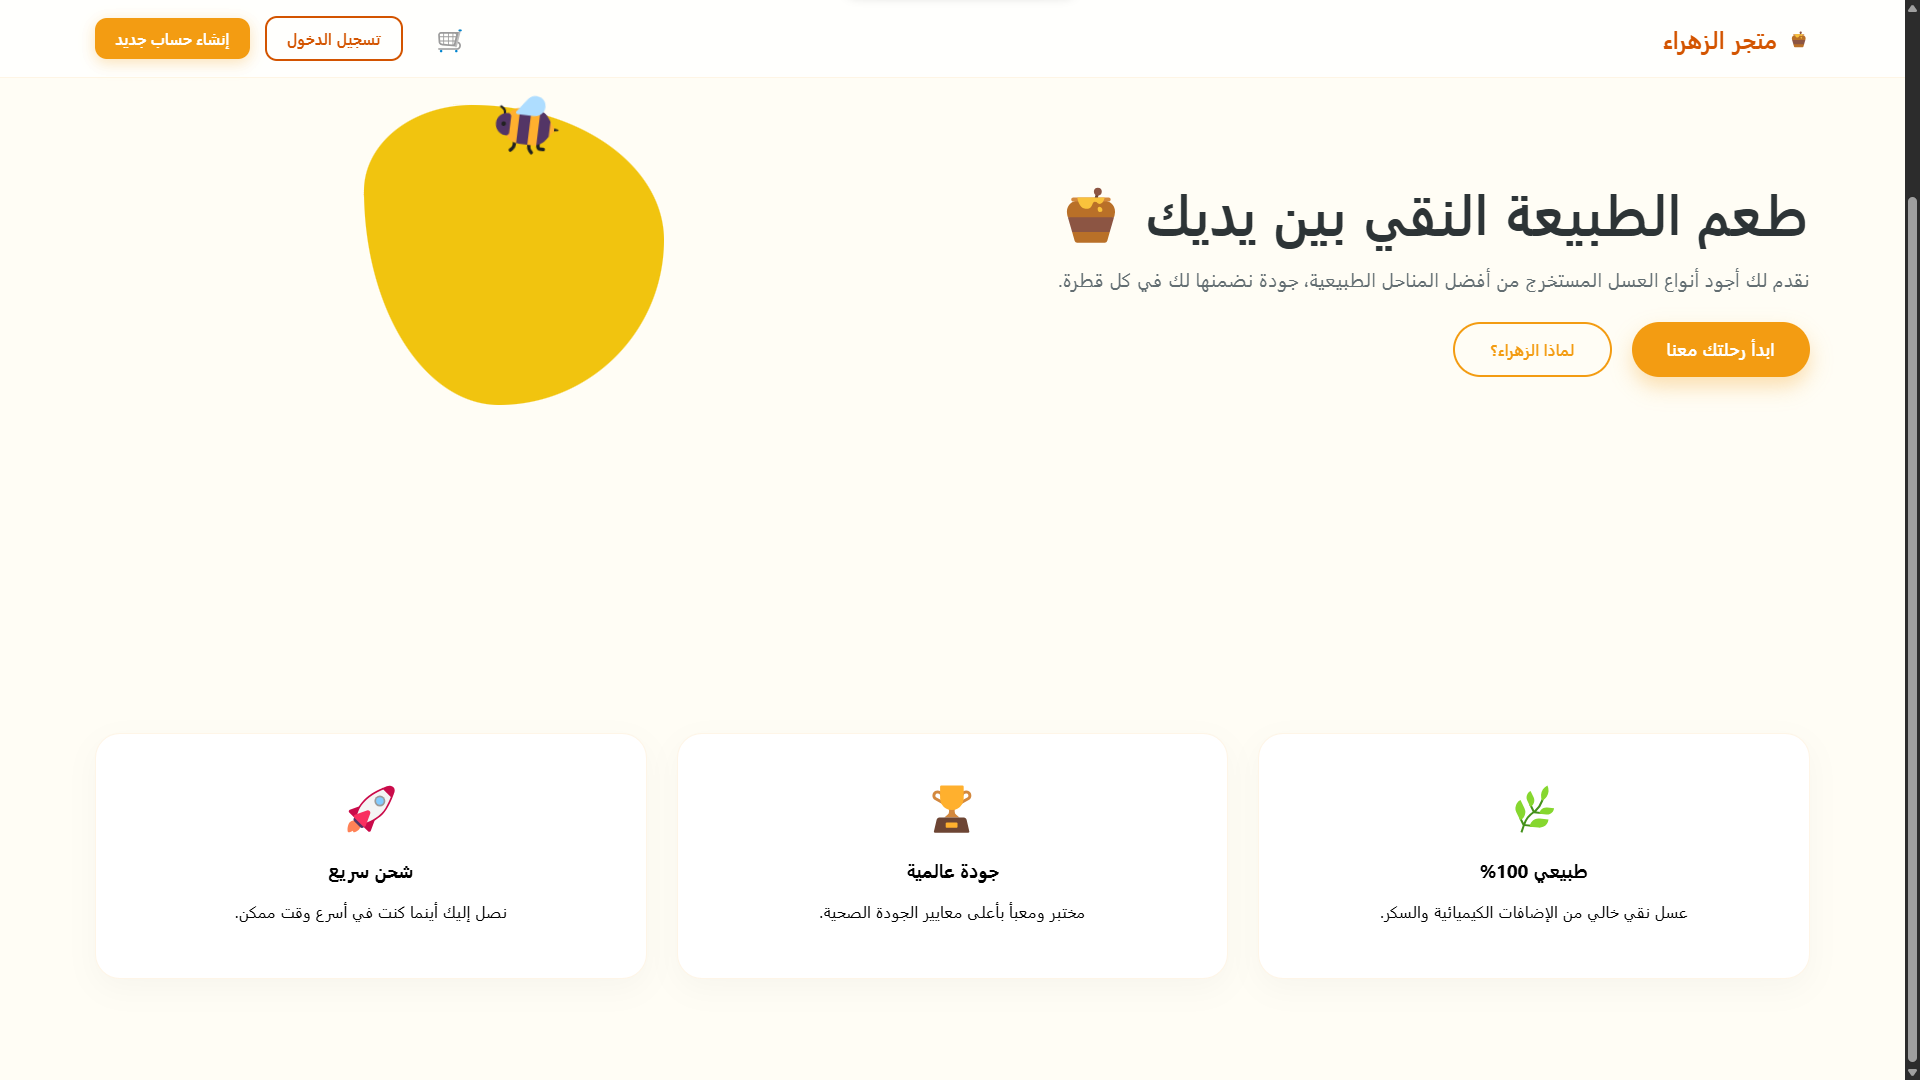 متجر الزهراء
تسجيل الدخول
إنشاء حساب جديد
طعم الطبيعة النقي بين يديك
نقدم لك أجود أنواع العسل المستخرج من أفضل المناحل الطبيعية، جودة نضمنها لك في كل قطرة.
ابدأ رحلتك معنا
لماذا الزهراء؟
طبيعي 100%
عسل نقي خالي من الإضافات الكيميائية والسكر.
جودة عالمية
مختبر ومعبأ بأعلى معايير الجودة الصحية.
شحن سريع
نصل إليك أينما كنت في أسرع وقت ممكن.